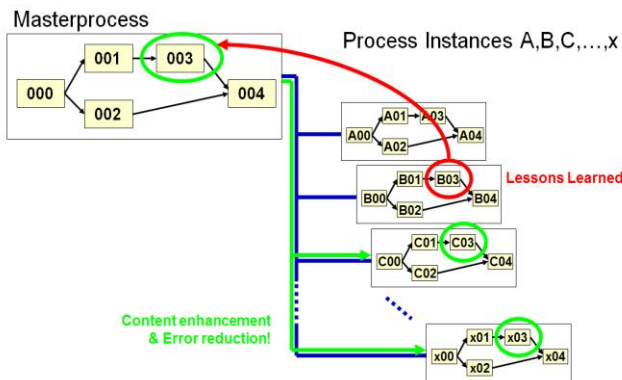 Masterprocess
Process Instances A,B,C,…,x
001
003
000
002
004
A01
A03
A00
A04
A02
B01
B03
Lessons Learned
B00
B04
B02
C01
C03
C00
C04
C02
Content enhancement
& Error reduction!
x01
x03
x00
x04
x02